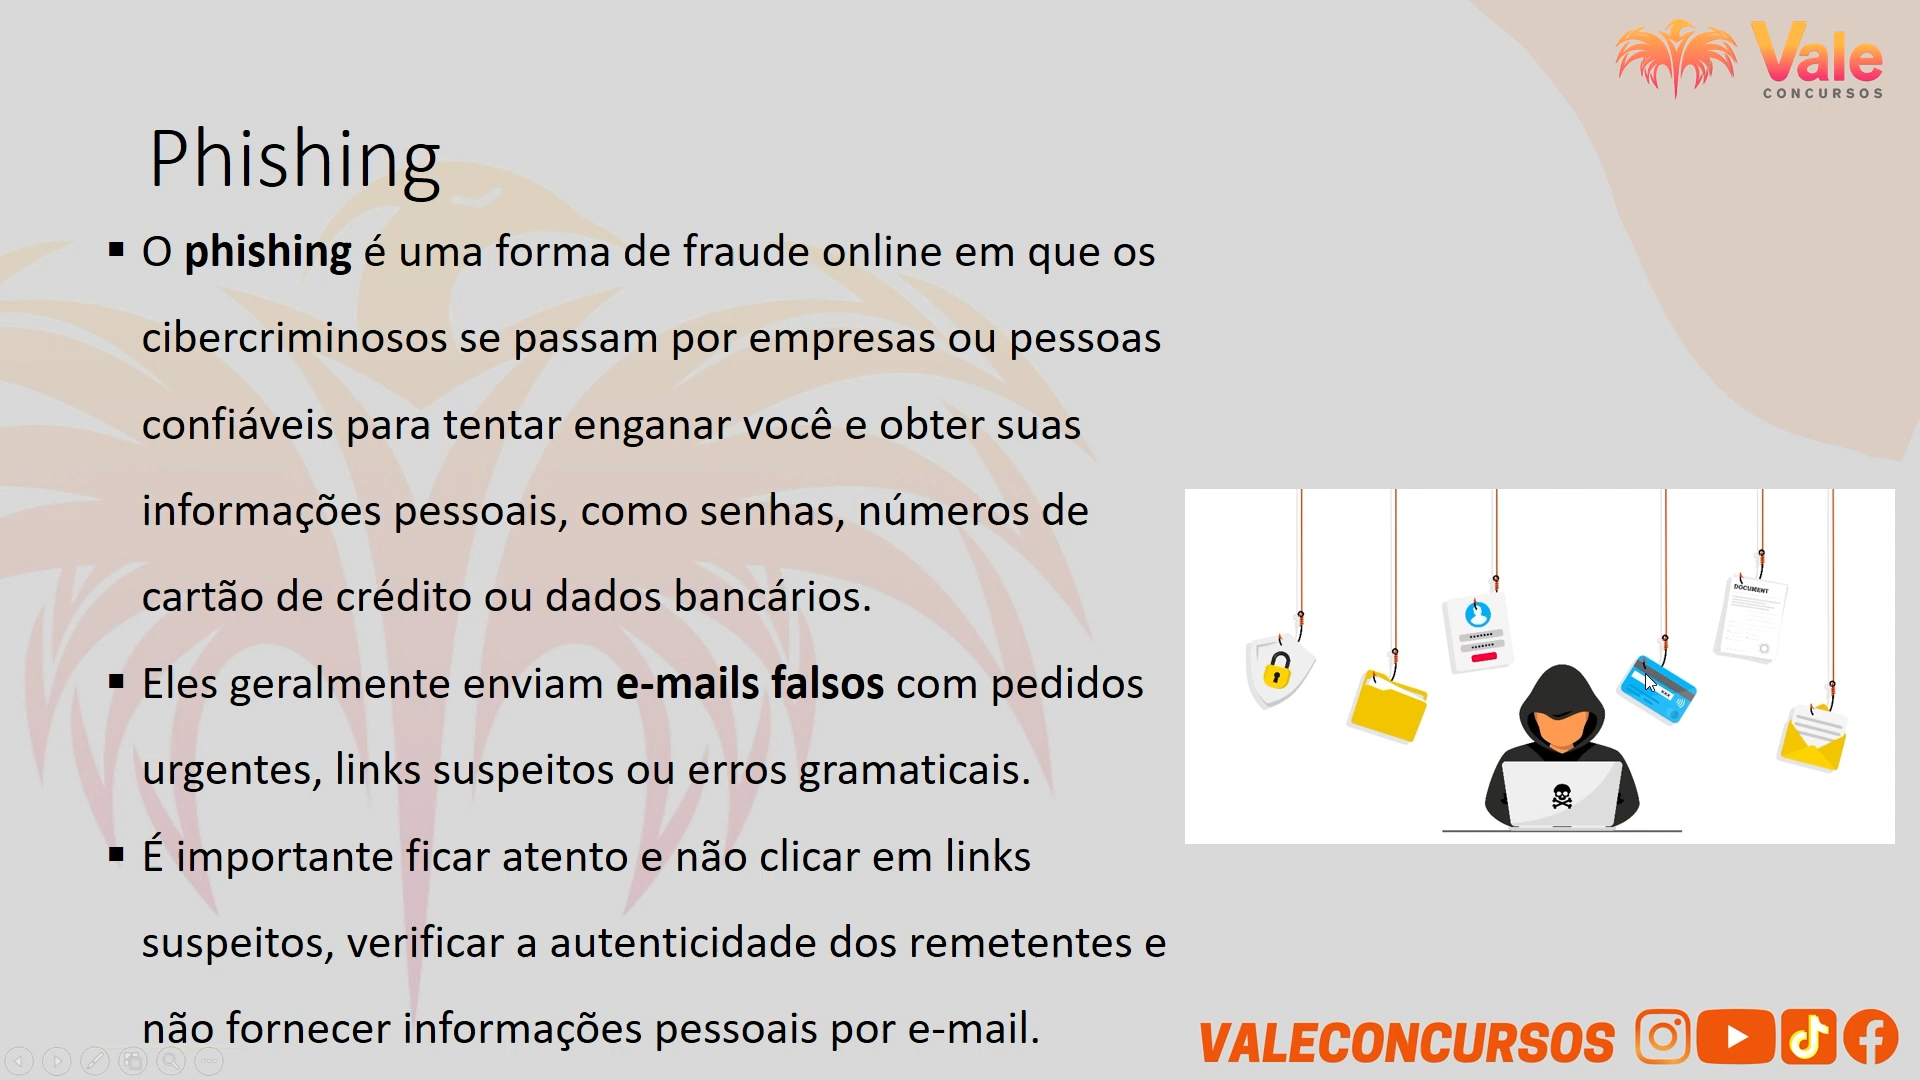 Vale
CONCURSOS
Phishing
▪ O phishing é uma forma de fraude online em que os
cibercriminosos se passam por empresas ou pessoas
confiáveis para tentar enganar você e obter suas
informações pessoais, como senhas, números de
cartão de crédito ou dados bancários.
▪ Eles geralmente enviam e-mails falsos com pedidos
urgentes, links suspeitos ou erros gramaticais.
▪ É importante ficar atento e não clicar em links
suspeitos, verificar a autenticidade dos remetentes e
não fornecer informações pessoais por e-mail.
DOCUMENT
VALECONCURSOS